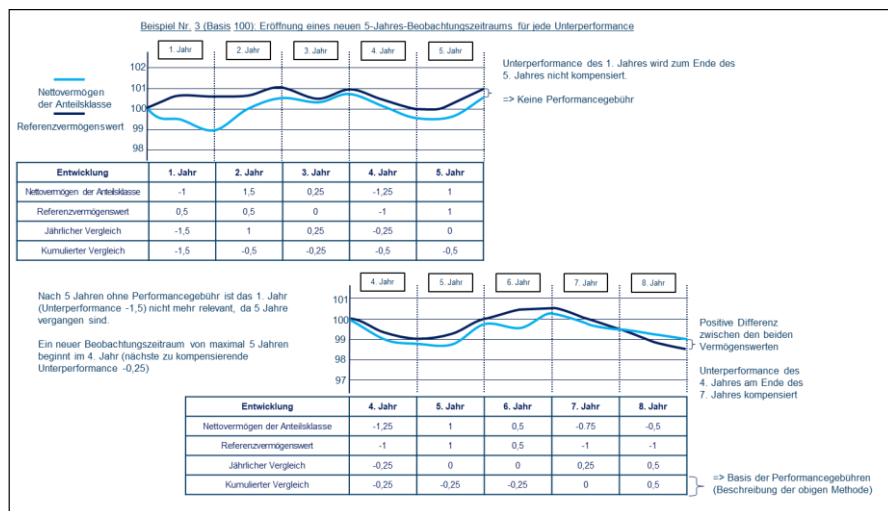 Beispiel Nr. 3 (Basis 100): Eröffnung eines neuen 5-Jahres-Beobachtungszeitraums für jede Unterperformance
1. Jahr 2. Jahr 3. Jahr 4. Jahr 5. Jahr
102
101
100
99
98
Nettovermögen
der Anteilsklasse
Referenzvermögenswert
Unterperformance des 1. Jahres wird zum Ende des
5. Jahres nicht kompensiert.
=> Keine Performancegebühr
Entwicklung 1. Jahr 2. Jahr 3. Jahr 4. Jahr 5. Jahr
Nettovermögen der Anteilsklasse -1 1,5 0,25 -1,25 1
Referenzvermögenswert 0,5 0,5 0 -1 1
Jährlicher Vergleich -1,5 1 0,25 -0,25 0
Kumulierter Vergleich -1,5 -0,5 -0,25 -0,5 -0,5
Nach 5 Jahren ohne Performancegebühr ist das 1. Jahr
(Unterperformance -1,5) nicht mehr relevant, da 5 Jahre
vergangen sind.
Ein neuer Beobachtungszeitraum von maximal 5 Jahren
beginnt im 4. Jahr (nächste zu kompensierende
Unterperformance -0,25)
4. Jahr 5. Jahr 6. Jahr 7. Jahr 8. Jahr
101
100
99
98
97
Positive Differenz
zwischen den beiden
Vermögenswerten
Unterperformance des
4. Jahres am Ende des
7. Jahres kompensiert
Entwicklung 4. Jahr 5. Jahr 6. Jahr 7. Jahr 8. Jahr
Nettovermögen der Anteilsklasse -1,25 1 0,5 -0.75 -0,5
Referenzvermögenswert -1 1 0,5 -1 -1
Jährlicher Vergleich -0,25 0 0 0,25 0,5
Kumulierter Vergleich -0,25 -0,25 -0,25 0 0,5
=> Basis der Performancegebühren
(Beschreibung der obigen Methode)